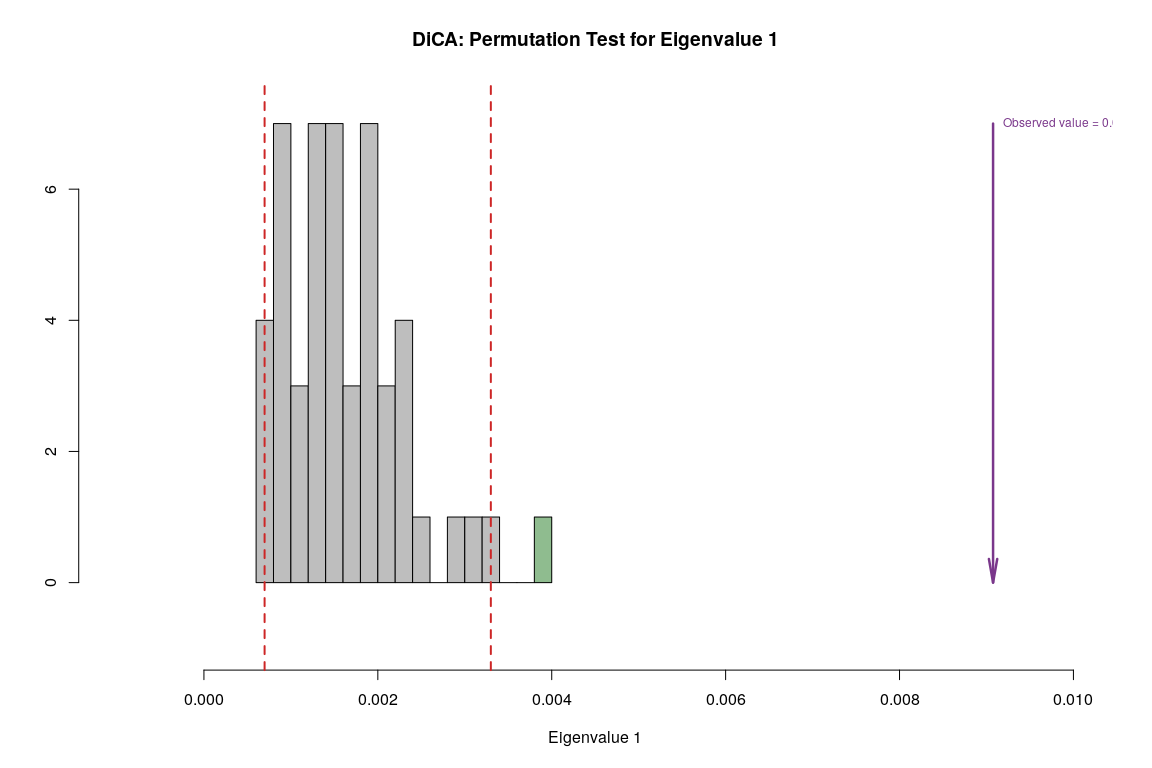 DiCA: Permutation Test for Eigenvalue 1
Observed value = 0.
6
4
2
0
0.000 0.002 0.004 0.006 0.008 0.010
Eigenvalue 1